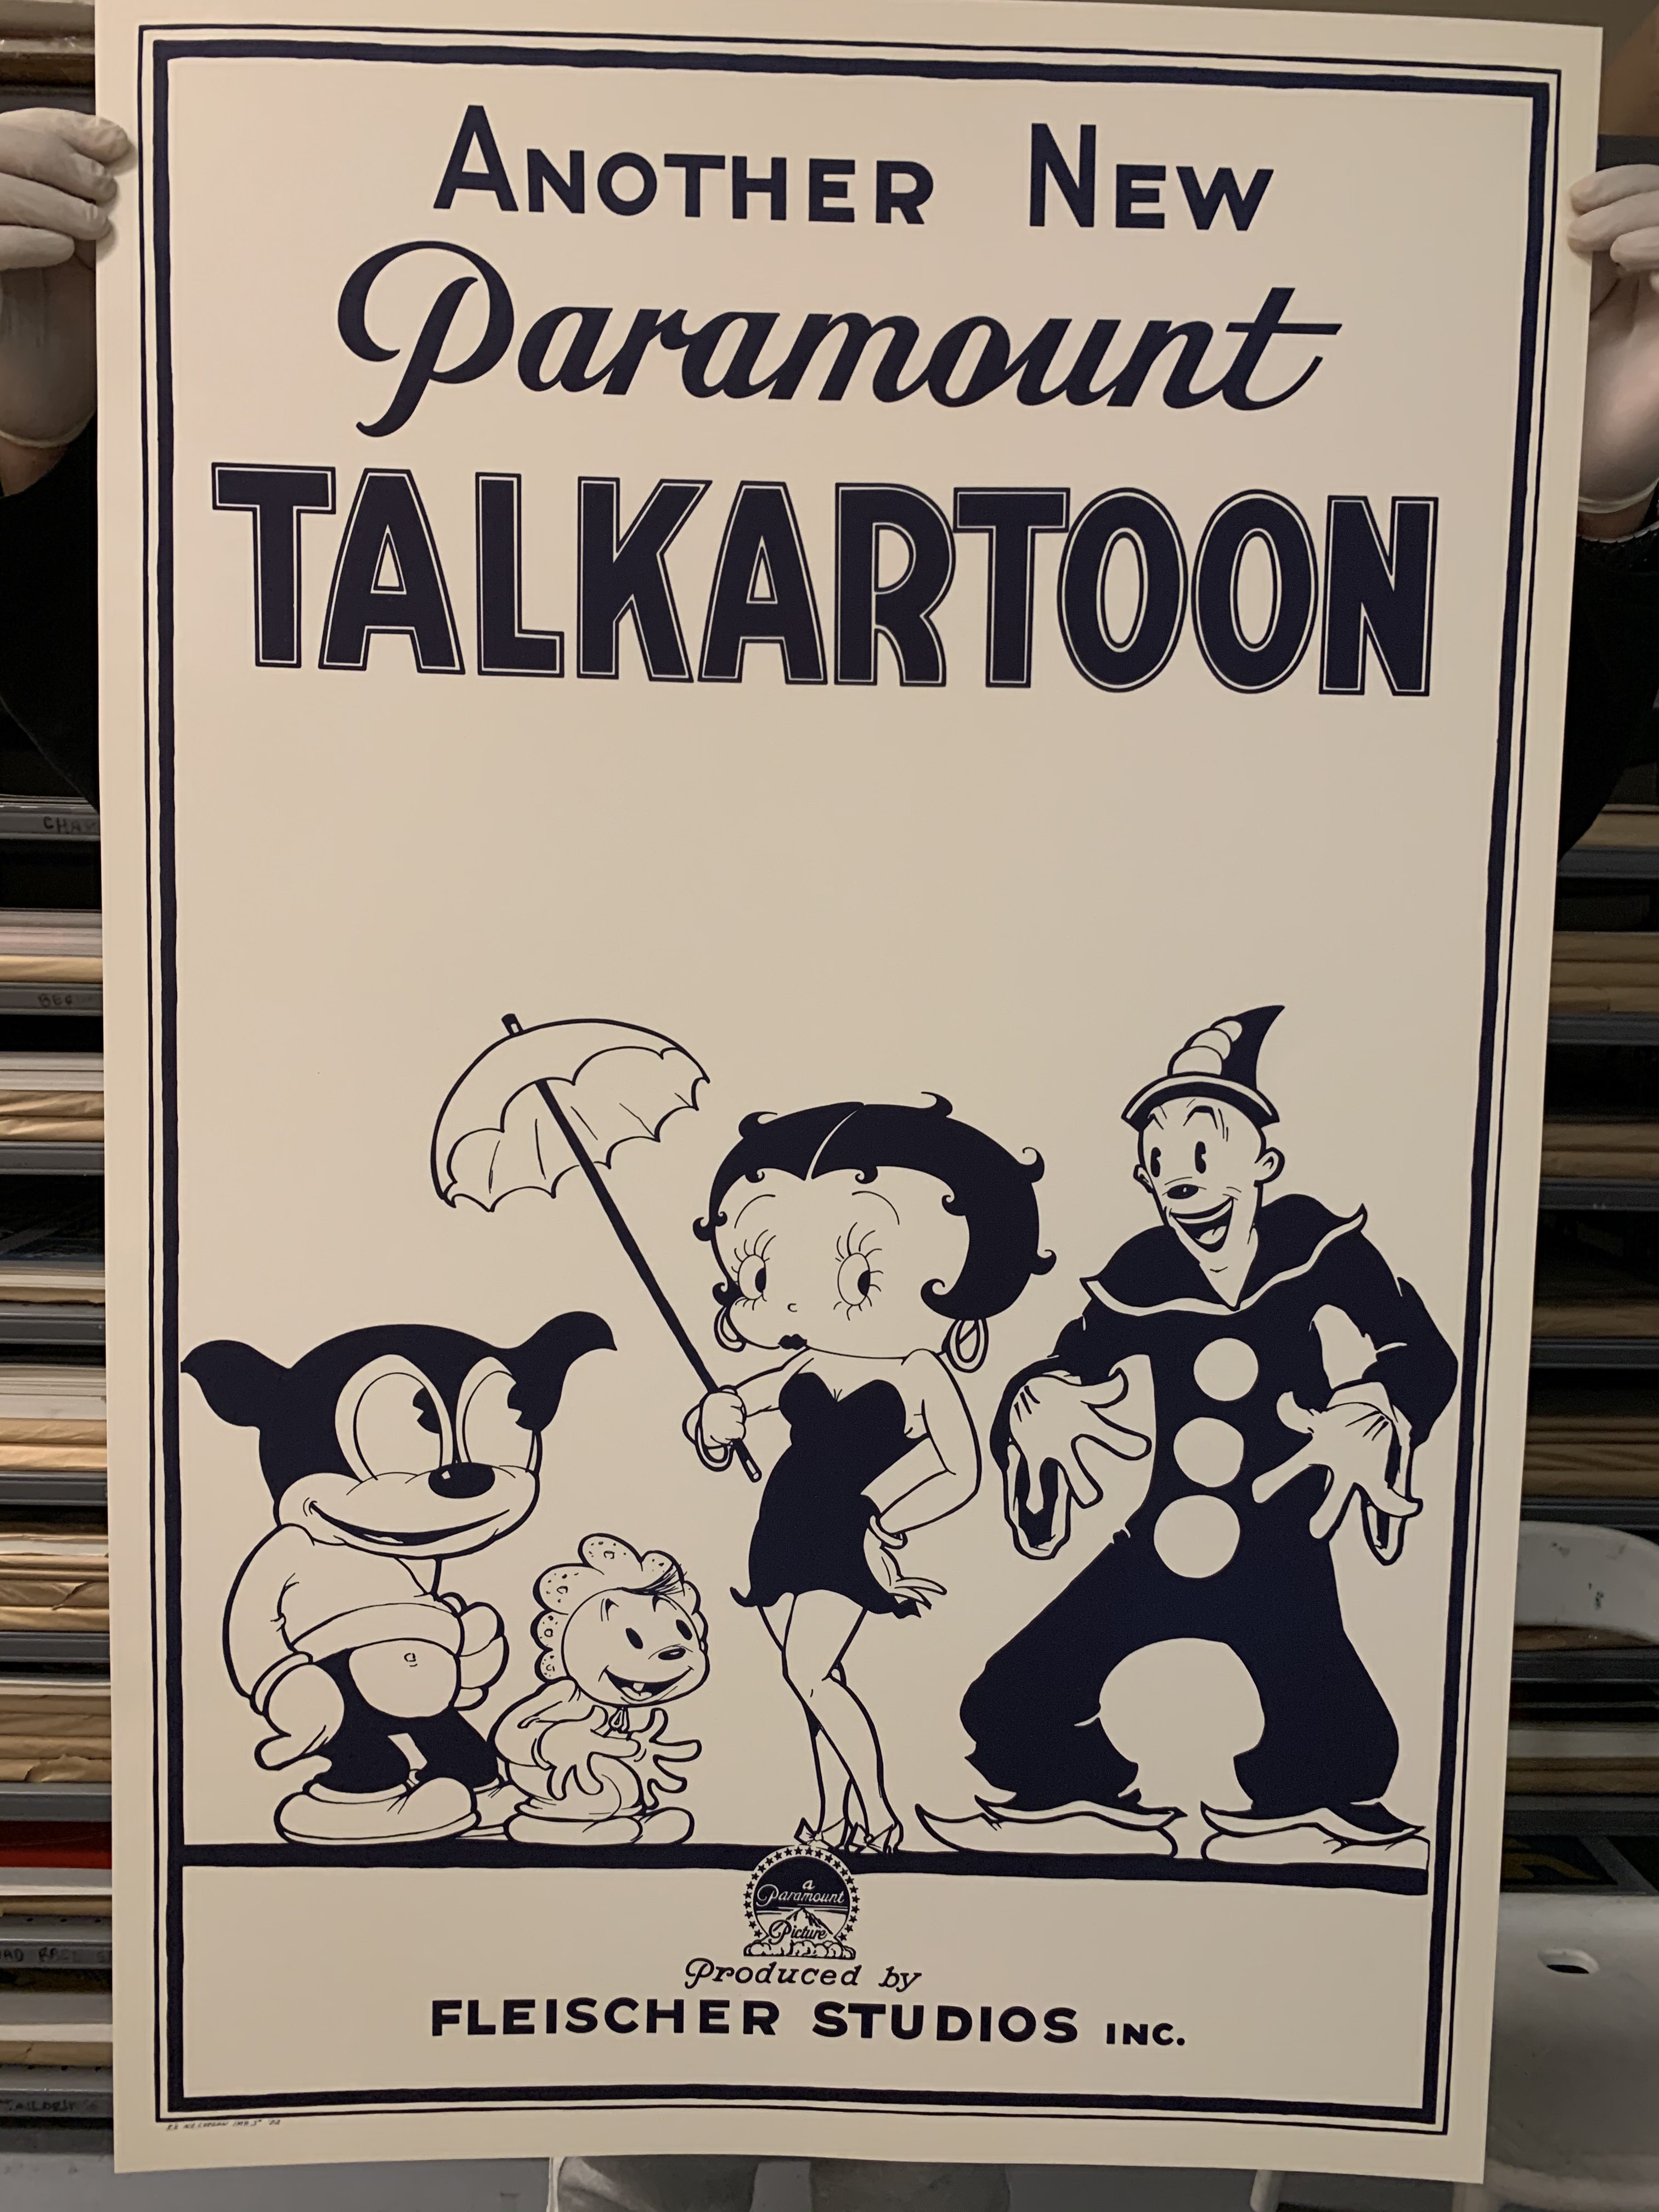 ANOTHER NEW
Paramount
TALKARTOON
a
Paramount
Picture
Produced by
FLEISCHER STUDIOS INC.